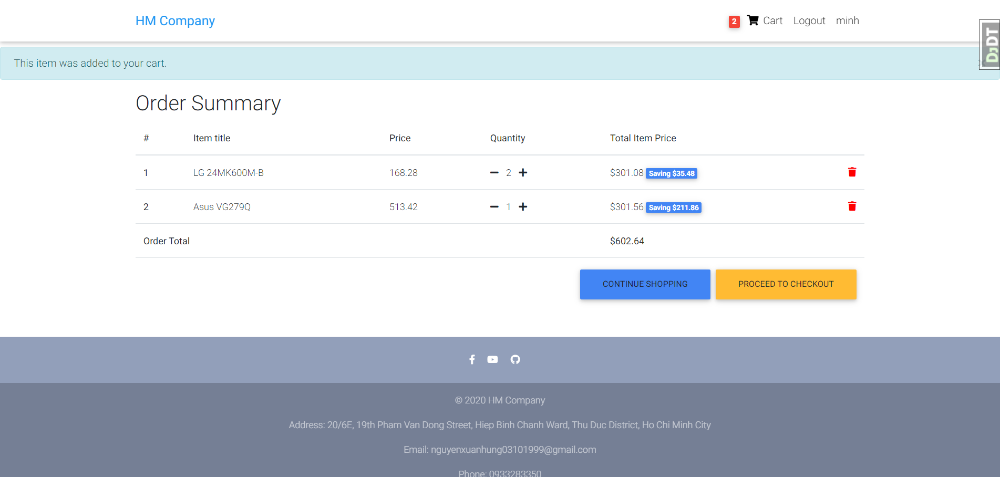 HM Company
2 Cart Logout minh
DJDT
This item was added to your cart.
×
Order Summary
# Item title Price Quantity Total Item Price
1 LG 24MK600M-B 168.28 2 $301.08 Saving $35.48
2 Asus VG279Q 513.42 1 $301.56 Saving $211.86
Order Total $602.64
CONTINUE SHOPPING PROCEED TO CHECKOUT
© 2020 HM Company
Address: 20/6E, 19th Pham Van Dong Street, Hiep Binh Chanh Ward, Thu Duc District, Ho Chi Minh City
Email: nguyenxuanhung03101999@gmail.com
Phone: 0933283350